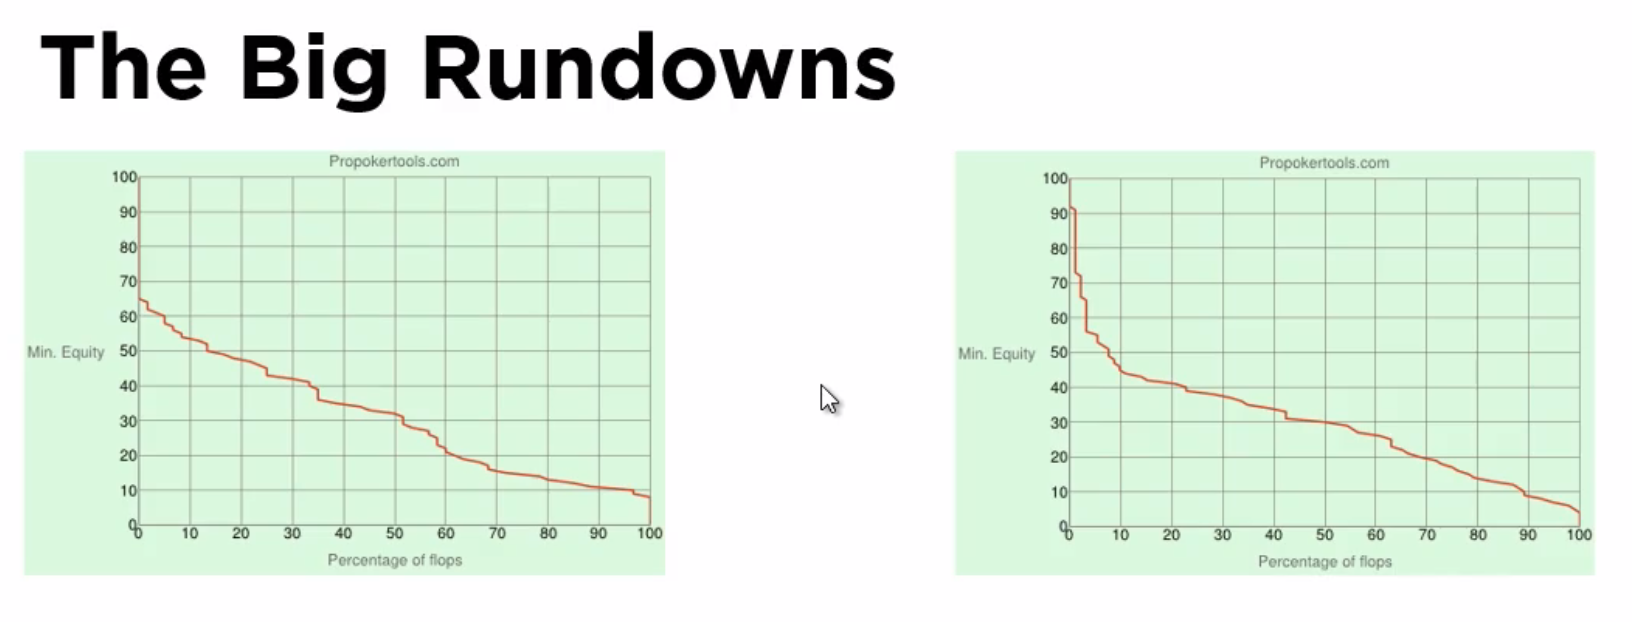 The Big Rundowns
Propokertools.com
100
90
80
70
60
Min. Equity
50
40
30
20
10
0
0 10 20 30 40 50 60 70 80 90 100
Percentage of flops
Propokertools.com
100
90
80
70
60
Min. Equity
50
40
30
20
10
0
0 10 20 30 40 50 60 70 80 90 100
Percentage of flops